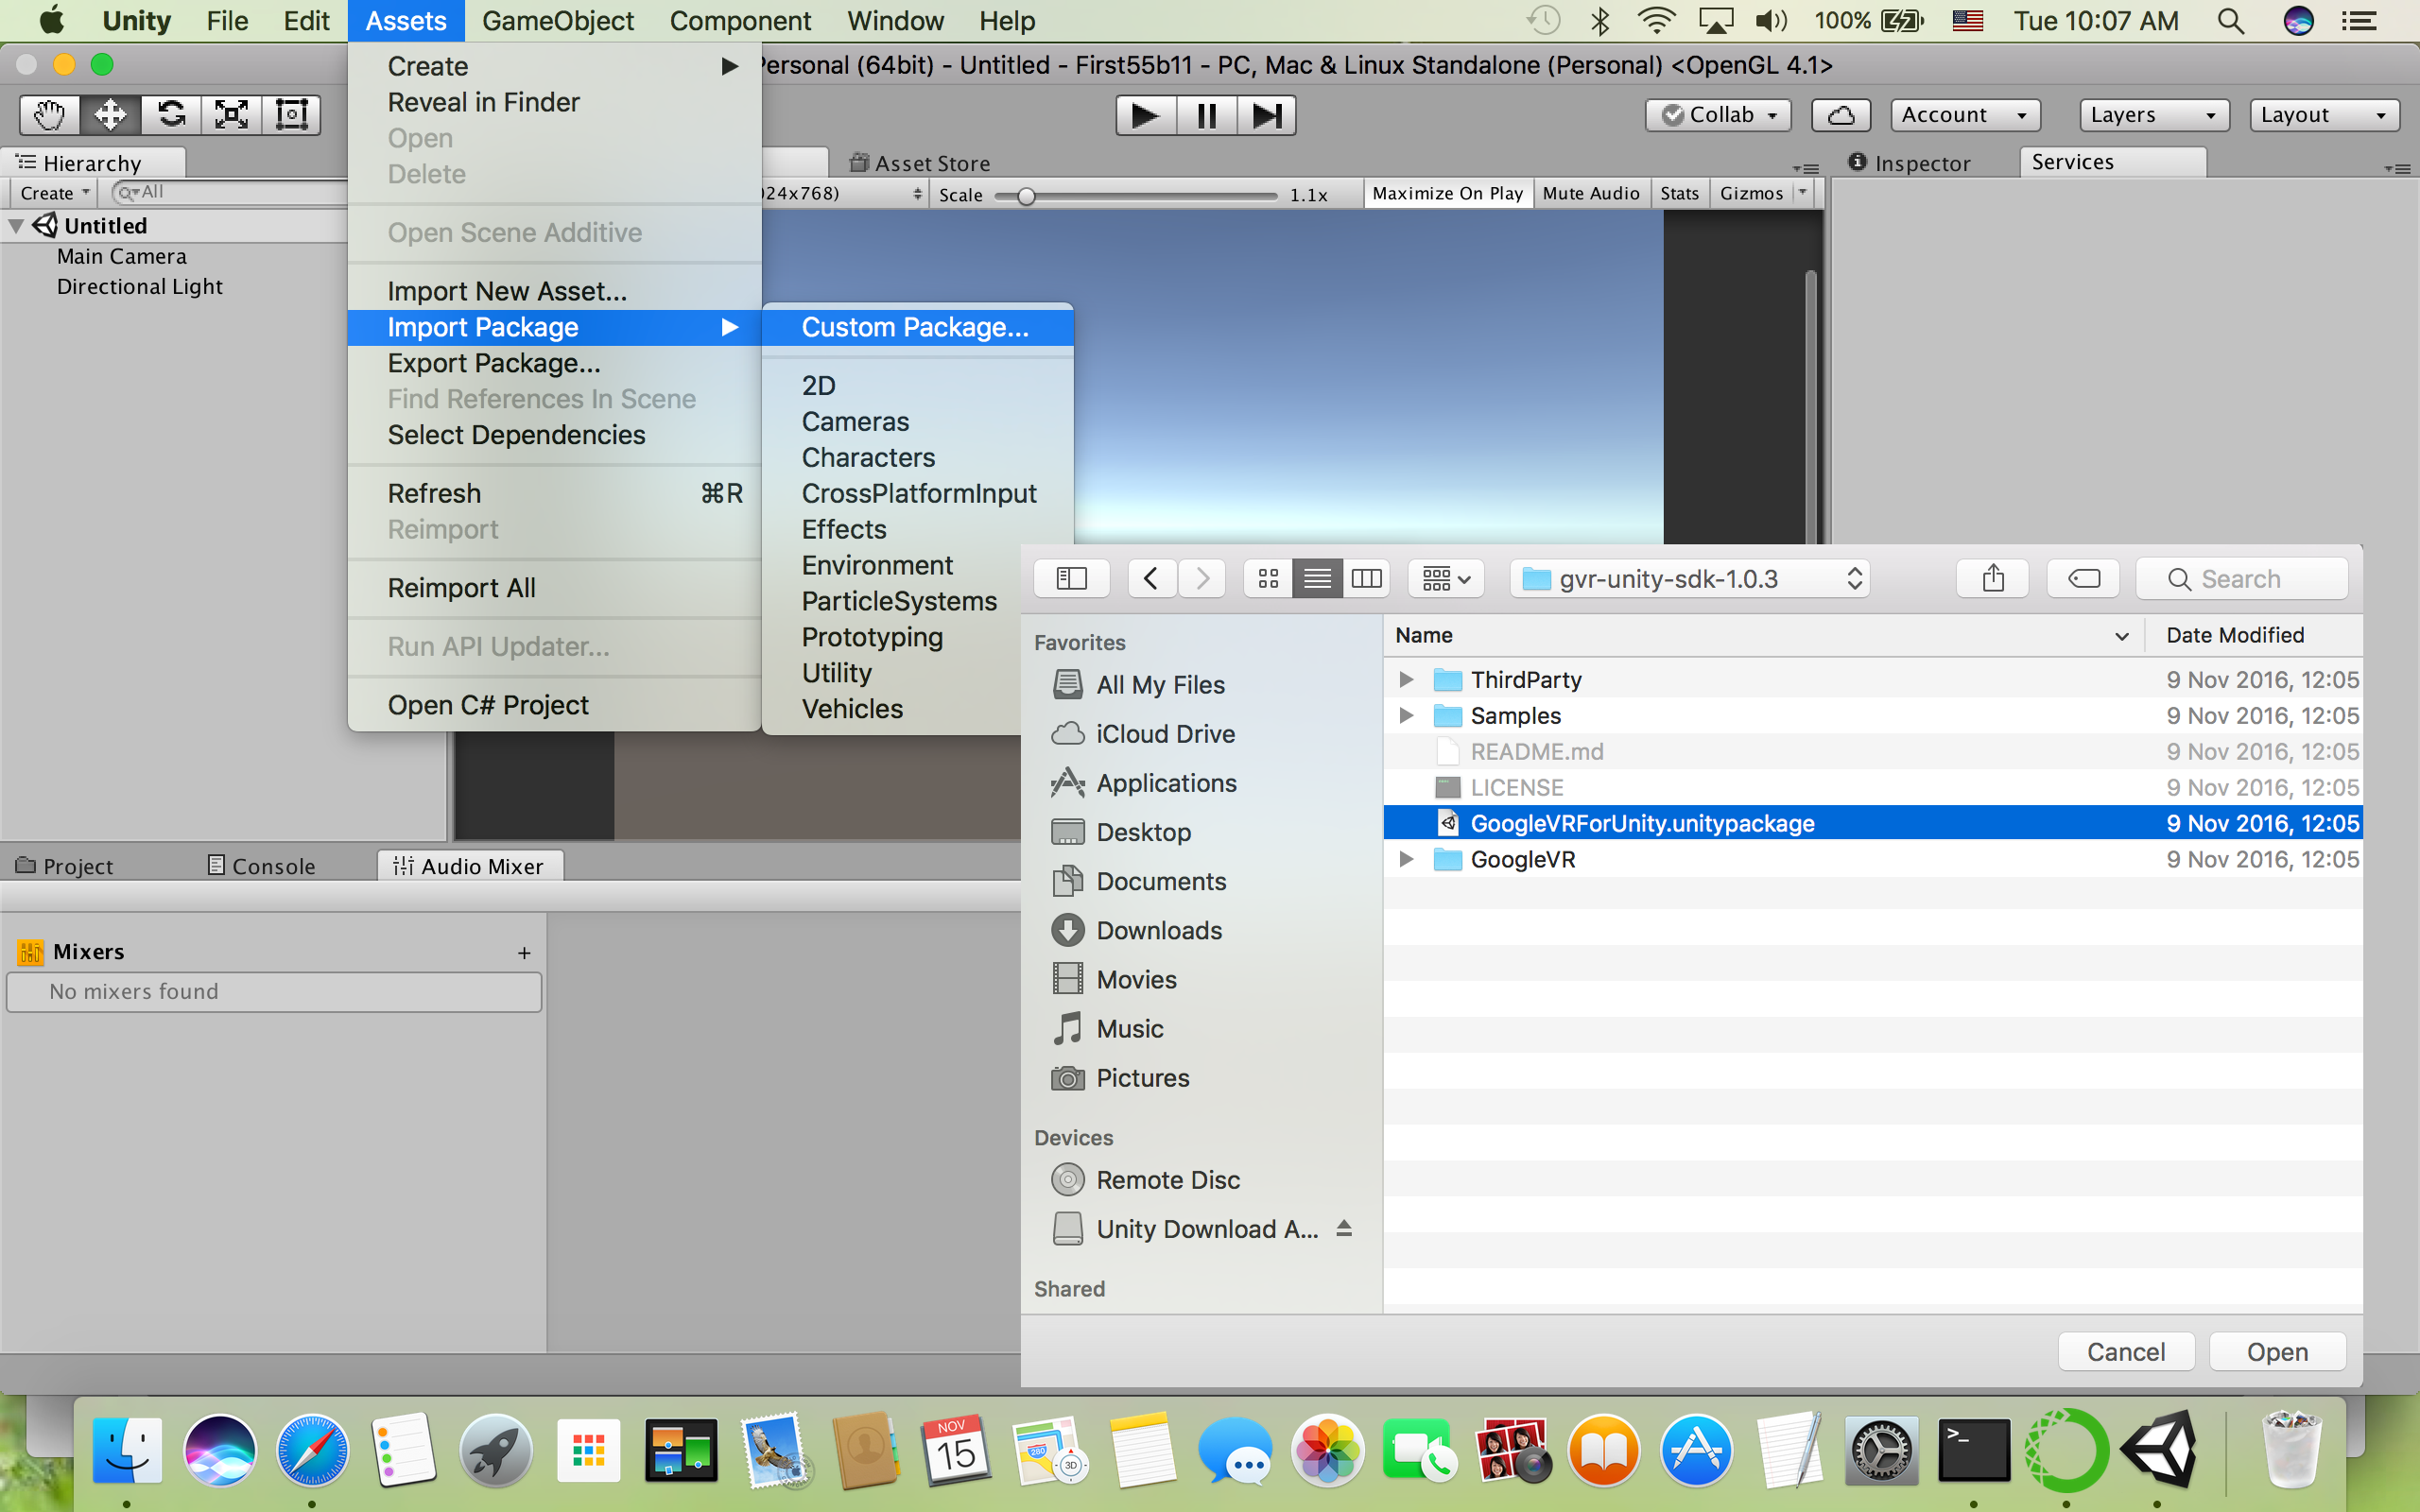 Unity File Edit Assets GameObject Component Window Help 100% Tue 10:07 AM
Personal (64bit) - Untitled - First55b11 - PC, Mac & Linux Standalone (Personal) <OpenGL 4.1>
Collab Account Layers Layout
Hierarchy
Asset Store
Inspector
Services
Create All
24x768) Scale 1.1x Maximize On Play Mute Audio Stats Gizmos
Untitled
Main Camera
Directional Light
Create
Reveal in Finder
Open
Delete
Open Scene Additive
Import New Asset...
Import Package
Export Package...
Find References In Scene
Select Dependencies
Refresh ⌘R
Reimport
Reimport All
Run API Updater...
Open C# Project
Custom Package...
2D
Cameras
Characters
CrossPlatformInput
Effects
Environment
ParticleSystems
Prototyping
Utility
Vehicles
gvr-unity-sdk-1.0.3
Search
Favorites
All My Files
iCloud Drive
Applications
Desktop
Documents
Downloads
Movies
Music
Pictures
Devices
Remote Disc
Unity Download A...
Shared
Name Date Modified
ThirdParty 9 Nov 2016, 12:05
Samples 9 Nov 2016, 12:05
README.md 9 Nov 2016, 12:05
LICENSE 9 Nov 2016, 12:05
GoogleVRForUnity.unitypackage 9 Nov 2016, 12:05
GoogleVR 9 Nov 2016, 12:05
Cancel Open
Project Console Audio Mixer
Mixers +
No mixers found
NOV
15
280
3D
>_